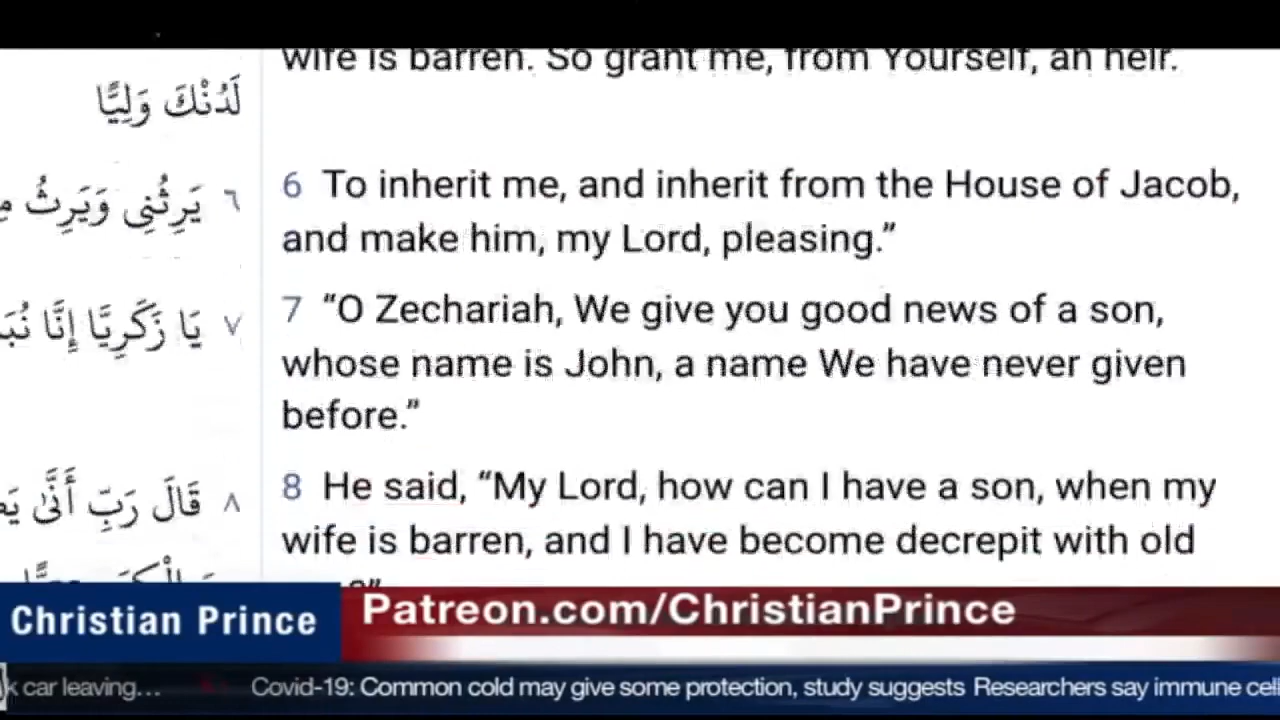 wife is barren. So grant me, from Yourself, an heir.
لَدُنْكَ وَلِيًّا
6 To inherit me, and inherit from the House of Jacob,
and make him, my Lord, pleasing.”
٦ يَرِثُنِى وَيَرِثُ
7 “O Zechariah, We give you good news of a son,
whose name is John, a name We have never given
before.”
٧ يَا زَكَرِيَّا إِنَّا
8 He said, “My Lord, how can I have a son, when my
wife is barren, and I have become decrepit with old
٨ قَالَ رَبِّ أَنَّىٰ
Christian Prince
Patreon.com/ChristianPrince
k car leaving... Covid-19: Common cold may give some protection, study suggests Researchers say immune cell